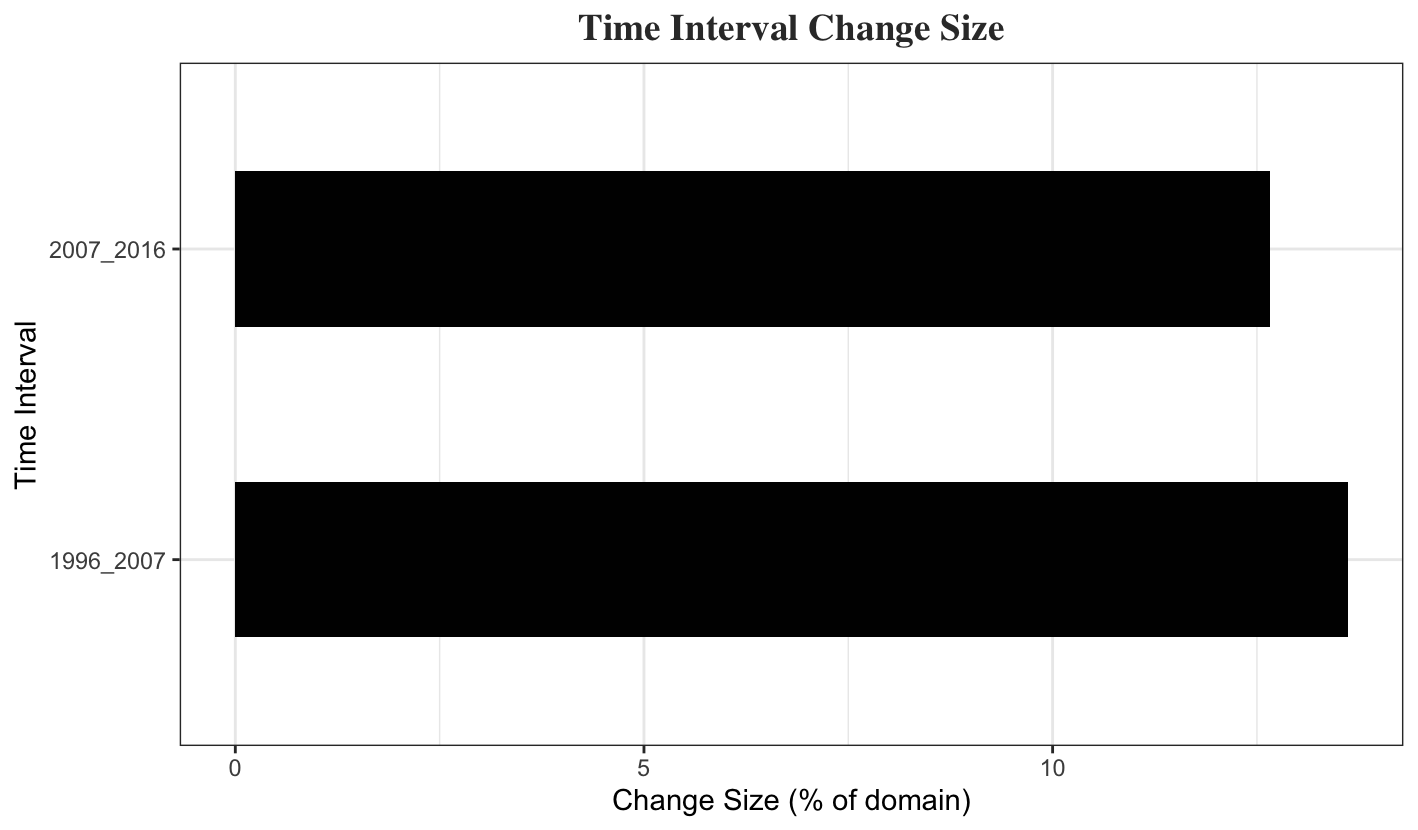 Time Interval Change Size
2007_2016
Time Interval
1996_2007
0 5 10
Change Size (% of domain)